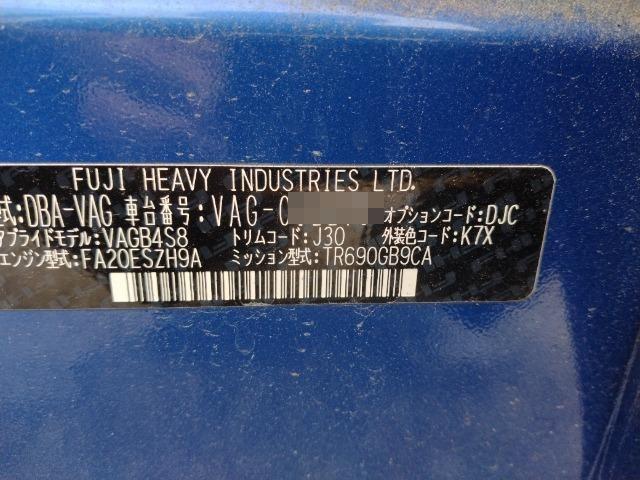 FUJI HEAVY INDUSTRIES LTD.
式:DBA-VAG 車台番号:VAG-0 オプションコード:DJC
アプライドモデル:VAGB4S8 トリムコード:J30 外装色コード:K7X
エンジン型式:FA20ESZH9A ミッション型式:TR690GB9CA